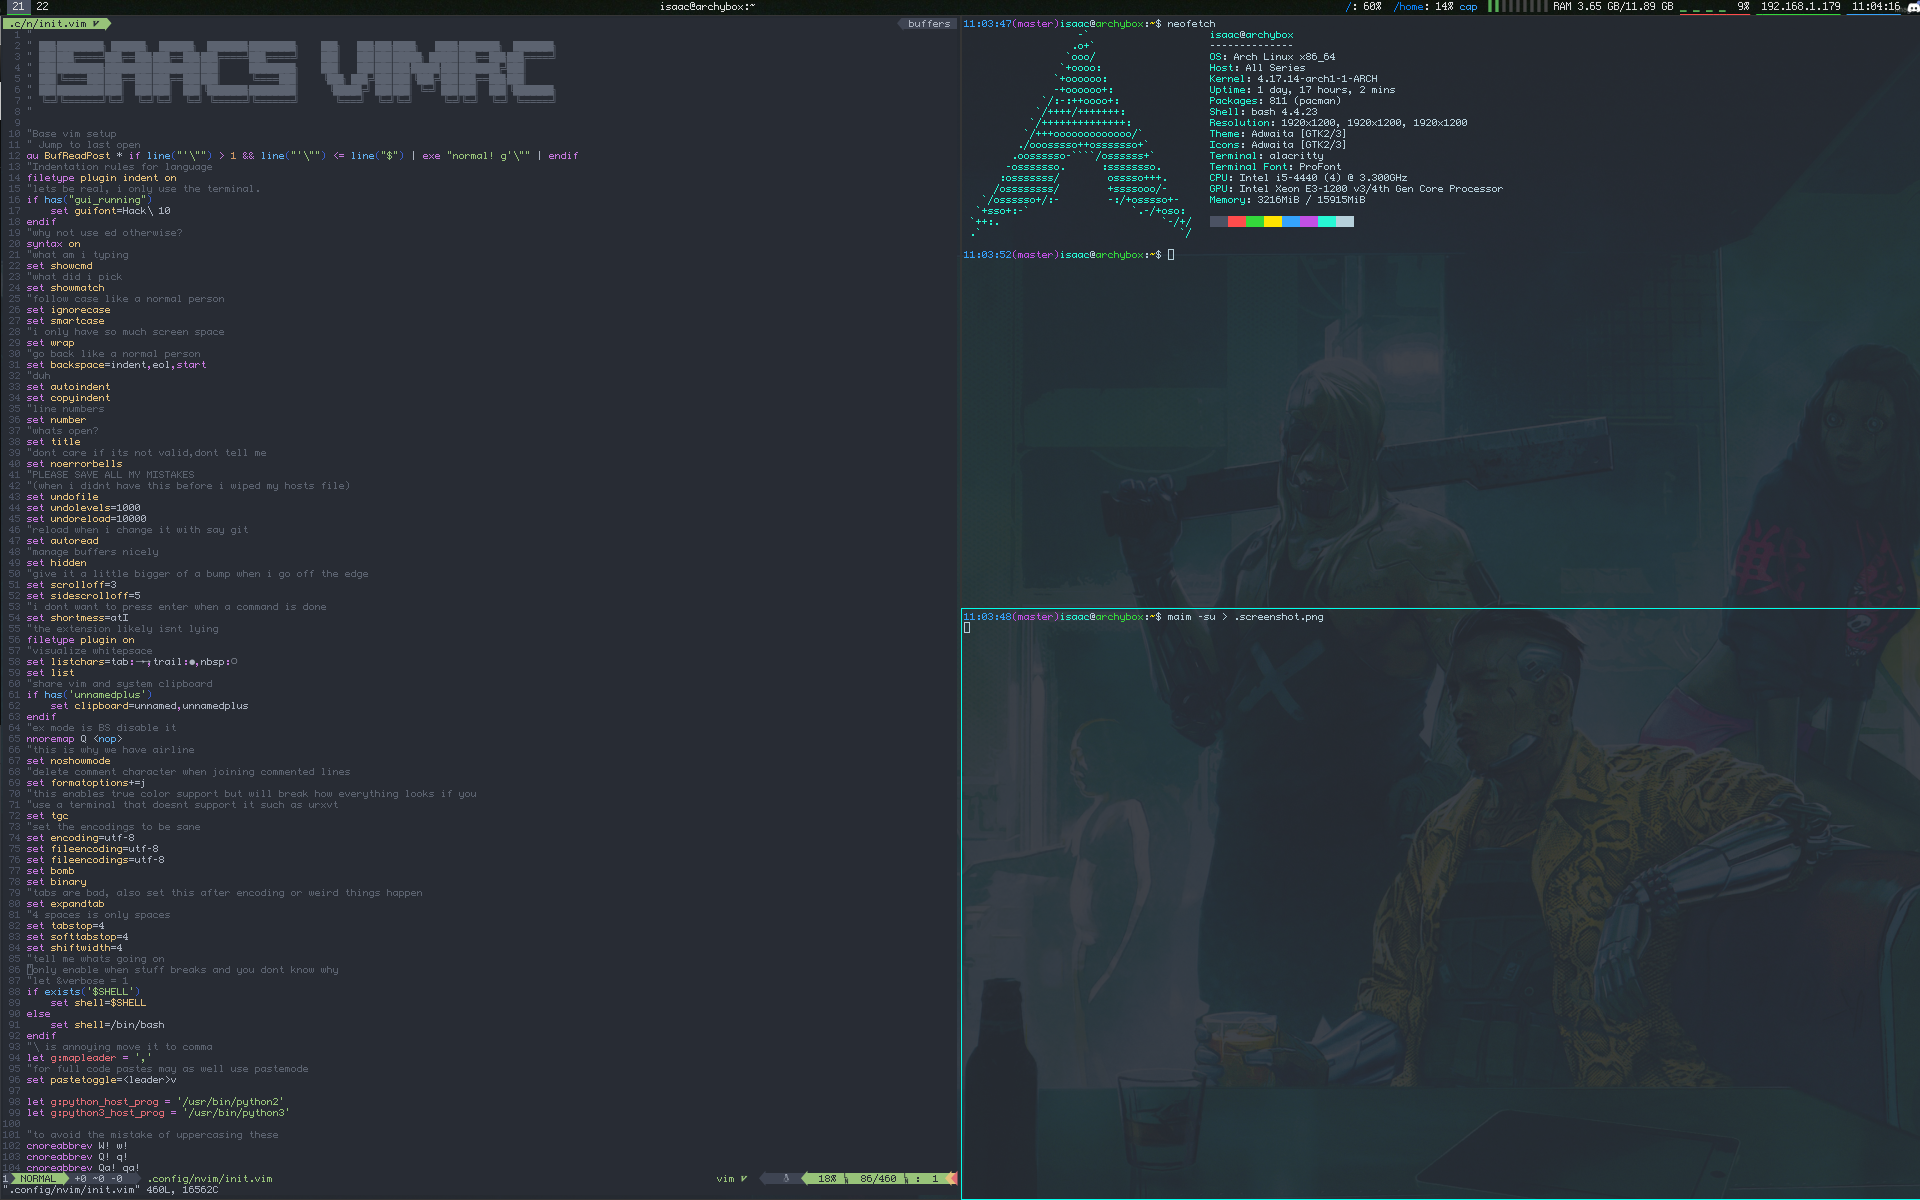 21 22 isaac@archybox:~ /: 60% /home: 14% cap RAM 3.65 GB/11.89 GB 9% 192.168.1.179 11:04:16
.c/n/init.vim buffers
1 "
2 "
3 "
4 "
5 "
6 "
7 "
8 "
9
10 "Base vim setup
11 " Jump to last open
12 au BufReadPost * if line("'\"") > 1 && line("'\"") <= line("$") | exe "normal! g'\"" | endif
13 "Indentation rules for language
14 filetype plugin indent on
15 "lets be real, i only use the terminal.
16 if has("gui_running")
17     set guifont=Hack\ 10
18 endif
19 "why not use ed otherwise?
20 syntax on
21 "what am i typing
22 set showcmd
23 "what did i pick
24 set showmatch
25 "follow case like a normal person
26 set ignorecase
27 set smartcase
28 "i only have so much screen space
29 set wrap
30 "go back like a normal person
31 set backspace=indent,eol,start
32 "duh
33 set autoindent
34 set copyindent
35 "line numbers
36 set number
37 "whats open?
38 set title
39 "dont care if its not valid,dont tell me
40 set noerrorbells
41 "PLEASE SAVE ALL MY MISTAKES
42 "(when i didnt have this before i wiped my hosts file)
43 set undofile
44 set undolevels=1000
45 set undoreload=10000
46 "reload when i change it with say git
47 set autoread
48 "manage buffers nicely
49 set hidden
50 "give it a little bigger of a bump when i go off the edge
51 set scrolloff=3
52 set sidescrolloff=5
53 "i dont want to press enter when a command is done
54 set shortmess=atI
55 "the extension likely isnt lying
56 filetype plugin on
57 "visualize whitepsace
58 set listchars=tab:→→,trail:●,nbsp:○
59 set list
60 "share vim and system clipboard
61 if has('unnamedplus')
62     set clipboard=unnamed,unnamedplus
63 endif
64 "ex mode is BS disable it
65 nnoremap Q <nop>
66 "this is why we have airline
67 set noshowmode
68 "delete comment character when joining commented lines
69 set formatoptions+=j
70 "this enables true color support but will break how everything looks if you
71 "use a terminal that doesnt support it such as urxvt
72 set tgc
73 "set the encodings to be sane
74 set encoding=utf-8
75 set fileencoding=utf-8
76 set fileencodings=utf-8
77 set bomb
78 set binary
79 "tabs are bad, also set this after encoding or weird things happen
80 set expandtab
81 "4 spaces is only spaces
82 set tabstop=4
83 set softtabstop=4
84 set shiftwidth=4
85 "tell me whats going on
86 only enable when stuff breaks and you dont know why
87 "let &verbose = 1
88 if exists('$SHELL')
89     set shell=$SHELL
90 else
91     set shell=/bin/bash
92 endif
93 "\ is annoying move it to comma
94 let g:mapleader = ','
95 "for full code pastes may as well use pastemode
96 set pastetoggle=<leader>v
97
98 let g:python_host_prog = '/usr/bin/python2'
99 let g:python3_host_prog = '/usr/bin/python3'
100
101 "to avoid the mistake of uppercasing these
102 cnoreabbrev W! w!
103 cnoreabbrev Q! q!
104 cnoreabbrev Qa! qa!
1 NORMAL +0 ~0 -0 .config/nvim/init.vim vim 18% 86/460 : 1
".config/nvim/init.vim" 460L, 16562C
11:03:47(master)isaac@archybox:~$ neofetch
isaac@archybox
--------------
OS: Arch Linux x86_64
Host: All Series
Kernel: 4.17.14-arch1-1-ARCH
Uptime: 1 day, 17 hours, 2 mins
Packages: 811 (pacman)
Shell: bash 4.4.23
Resolution: 1920x1200, 1920x1200, 1920x1200
Theme: Adwaita [GTK2/3]
Icons: Adwaita [GTK2/3]
Terminal: alacritty
Terminal Font: ProFont
CPU: Intel i5-4440 (4) @ 3.300GHz
GPU: Intel Xeon E3-1200 v3/4th Gen Core Processor
Memory: 3216MiB / 15915MiB
11:03:52(master)isaac@archybox:~$
11:03:48(master)isaac@archybox:~$ maim -su > .screenshot.png